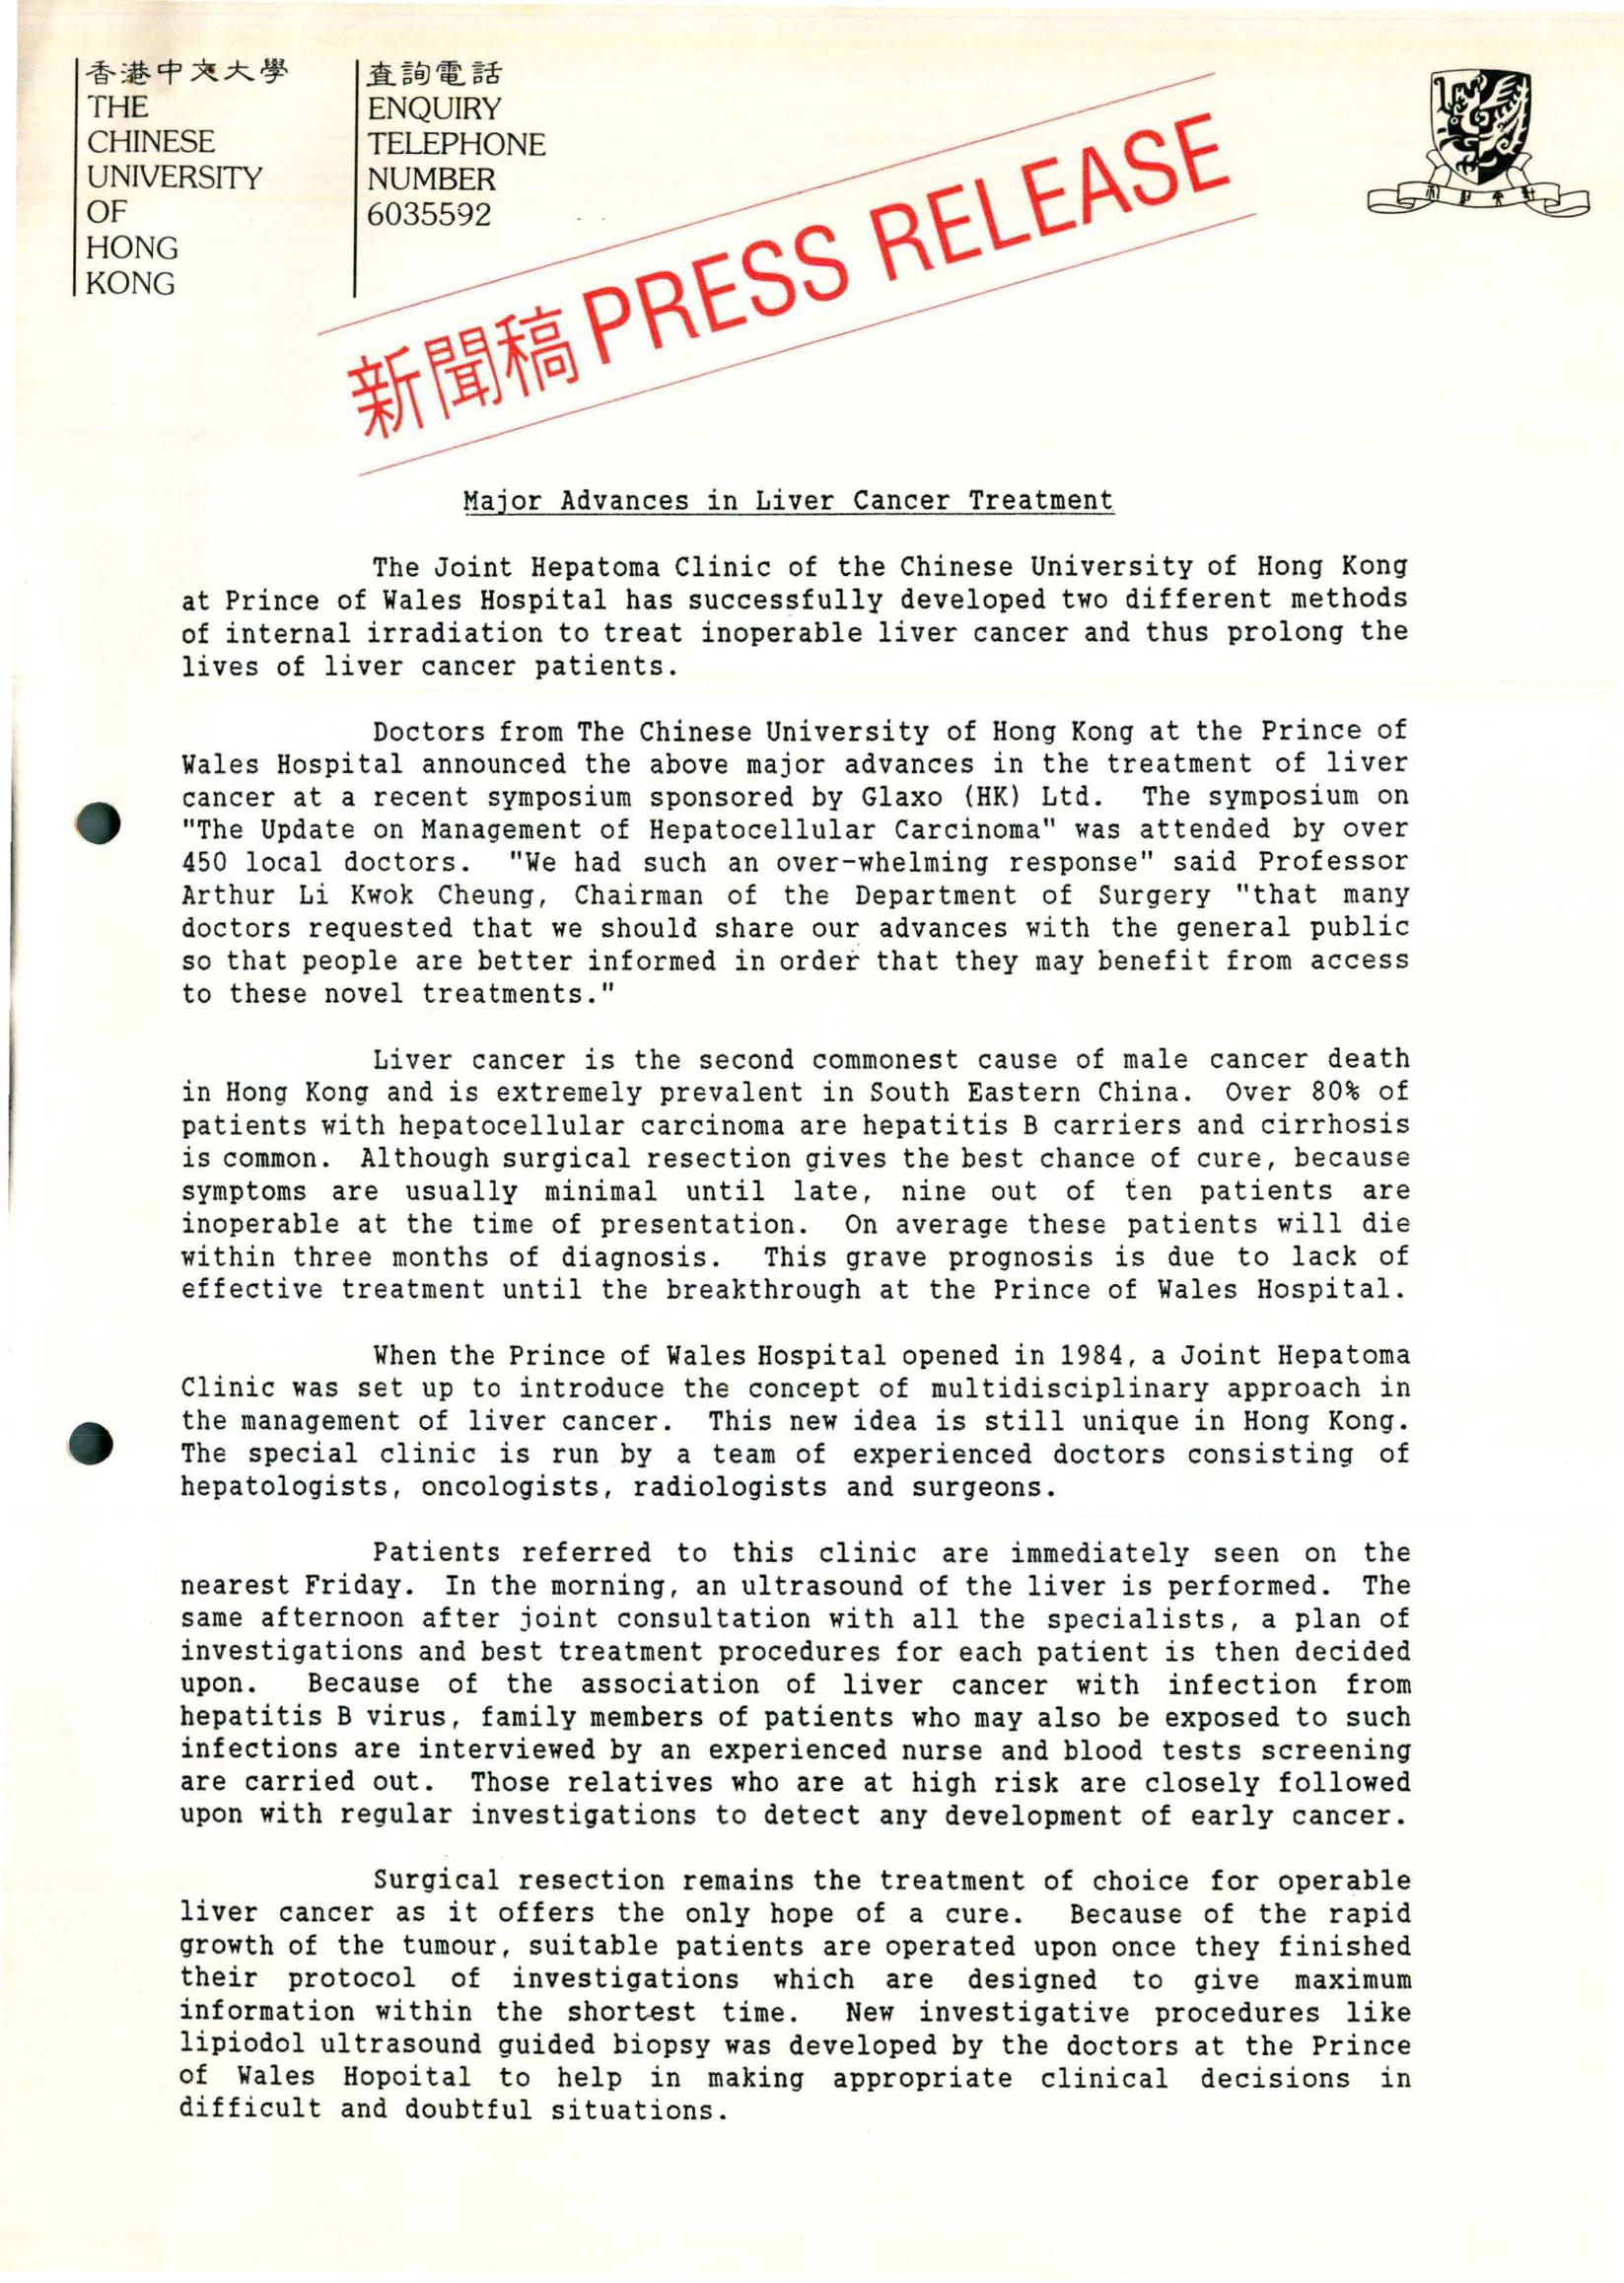 香港中文大學
THE
CHINESE
UNIVERSITY
OF
HONG
KONG
查詢電話
ENQUIRY
TELEPHONE
NUMBER
6035592
新聞稿 PRESS RELEASE
Major Advances in Liver Cancer Treatment
The Joint Hepatoma Clinic of the Chinese University of Hong Kong
at Prince of Wales Hospital has successfully developed two different methods
of internal irradiation to treat inoperable liver cancer and thus prolong the
lives of liver cancer patients.
Doctors from The Chinese University of Hong Kong at the Prince of
Wales Hospital announced the above major advances in the treatment of liver
cancer at a recent symposium sponsored by Glaxo (HK) Ltd. The symposium on
"The Update on Management of Hepatocellular Carcinoma" was attended by over
450 local doctors. "We had such an over-whelming response" said Professor
Arthur Li Kwok Cheung, Chairman of the Department of Surgery "that many
doctors requested that we should share our advances with the general public
so that people are better informed in order that they may benefit from access
to these novel treatments."
Liver cancer is the second commonest cause of male cancer death
in Hong Kong and is extremely prevalent in South Eastern China. Over 80% of
patients with hepatocellular carcinoma are hepatitis B carriers and cirrhosis
is common. Although surgical resection gives the best chance of cure, because
symptoms are usually minimal until late, nine out of ten patients are
inoperable at the time of presentation. On average these patients will die
within three months of diagnosis. This grave prognosis is due to lack of
effective treatment until the breakthrough at the Prince of Wales Hospital.
When the Prince of Wales Hospital opened in 1984, a Joint Hepatoma
Clinic was set up to introduce the concept of multidisciplinary approach in
the management of liver cancer. This new idea is still unique in Hong Kong.
The special clinic is run by a team of experienced doctors consisting of
hepatologists, oncologists, radiologists and surgeons.
Patients referred to this clinic are immediately seen on the
nearest Friday. In the morning, an ultrasound of the liver is performed. The
same afternoon after joint consultation with all the specialists, a plan of
investigations and best treatment procedures for each patient is then decided
upon. Because of the association of liver cancer with infection from
hepatitis B virus, family members of patients who may also be exposed to such
infections are interviewed by an experienced nurse and blood tests screening
are carried out. Those relatives who are at high risk are closely followed
upon with regular investigations to detect any development of early cancer.
Surgical resection remains the treatment of choice for operable
liver cancer as it offers the only hope of a cure. Because of the rapid
growth of the tumour, suitable patients are operated upon once they finished
their protocol of investigations which are designed to give maximum
information within the shortest time. New investigative procedures like
lipiodol ultrasound guided biopsy was developed by the doctors at the Prince
of Wales Hopoital to help in making appropriate clinical decisions in
difficult and doubtful situations.